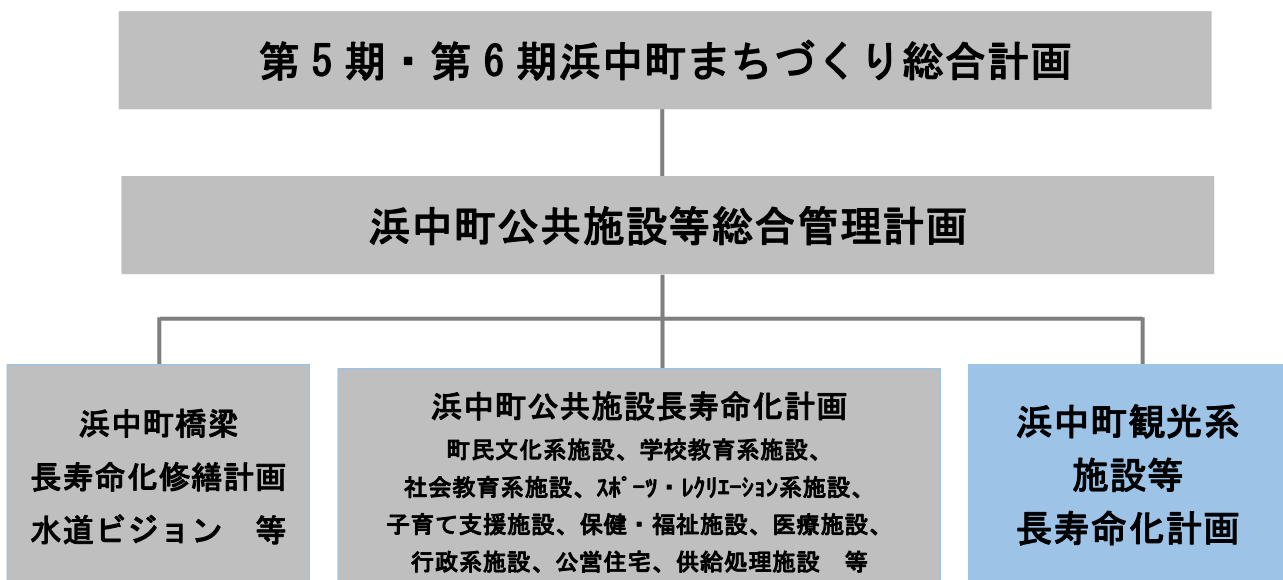 第5期・第6期浜中町まちづくり総合計画
浜中町公共施設等総合管理計画
浜中町橋梁
長寿命化修繕計画
水道ビジョン　等
浜中町公共施設長寿命化計画
町民文化系施設、学校教育系施設、
社会教育系施設、ｽﾎﾟｰﾂ・ﾚｸﾘｴｰｼｮﾝ系施設、
子育て支援施設、保健・福祉施設、医療施設、
行政系施設、公営住宅、供給処理施設　等
浜中町観光系
施設等
長寿命化計画